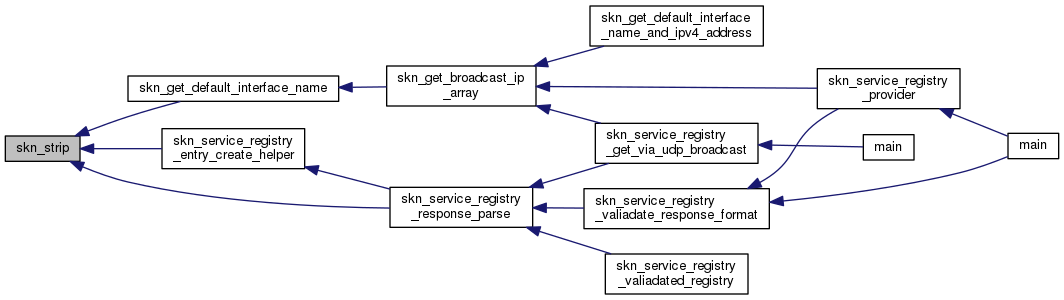 skn_strip
skn_get_default_interface_name
skn_service_registry
_entry_create_helper
skn_get_broadcast_ip
_array
skn_service_registry
_response_parse
skn_get_default_interface
_name_and_ipv4_address
skn_service_registry
_get_via_udp_broadcast
skn_service_registry
_valiadate_response_format
skn_service_registry
_valiadated_registry
skn_service_registry
_provider
main
main